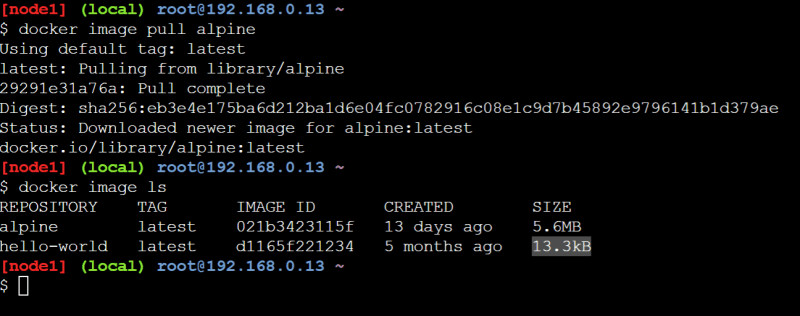 [node1] (local) root@192.168.0.13 ~
$ docker image pull alpine
Using default tag: latest
latest: Pulling from library/alpine
29291e31a76a: Pull complete
Digest: sha256:eb3e4e175ba6d212ba1d6e04fc0782916c08e1c9d7b45892e9796141b1d379ae
Status: Downloaded newer image for alpine:latest
docker.io/library/alpine:latest
[node1] (local) root@192.168.0.13 ~
$ docker image ls
REPOSITORY    TAG       IMAGE ID       CREATED        SIZE
alpine        latest    021b3423115f   13 days ago    5.6MB
hello-world   latest    d1165f221234   5 months ago   13.3kB
[node1] (local) root@192.168.0.13 ~
$